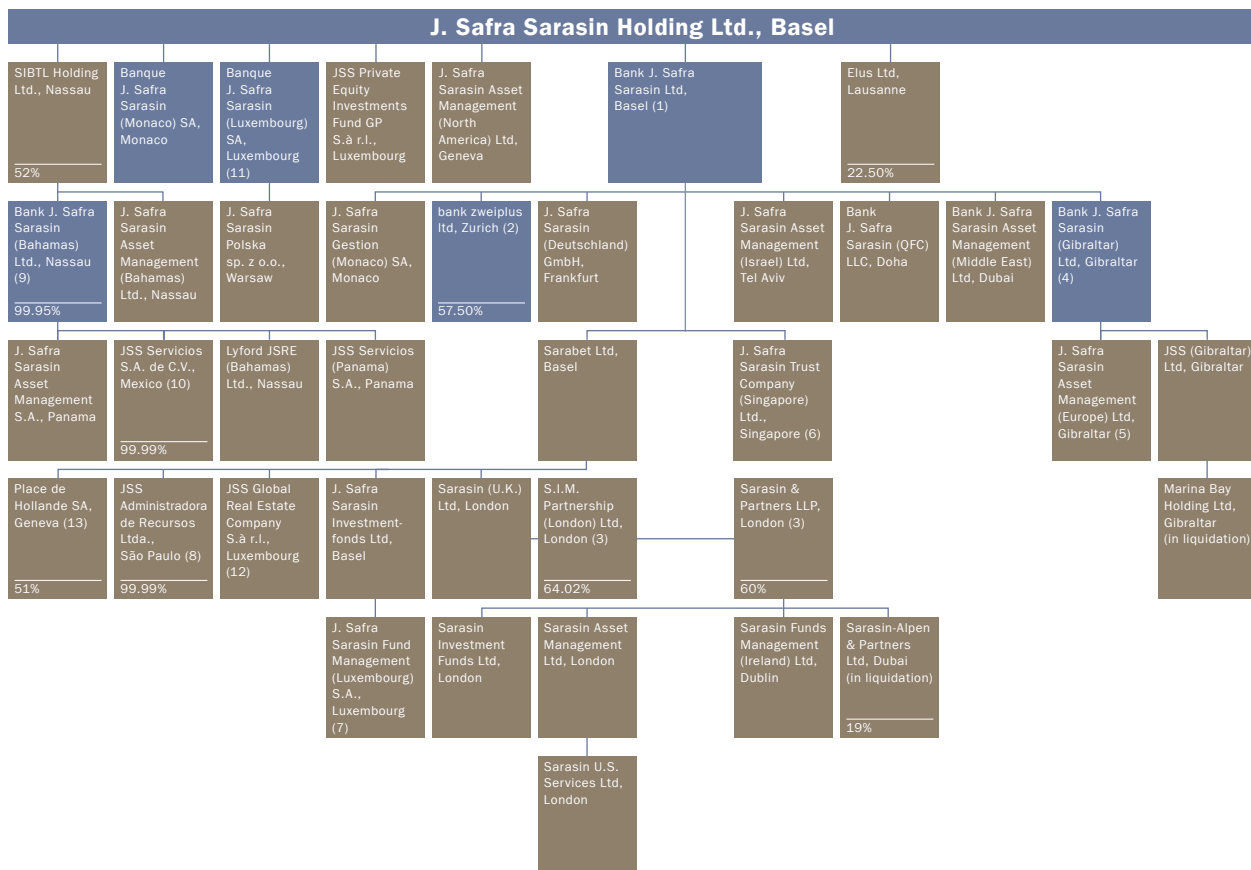 J. Safra Sarasin Holding Ltd., Basel
SIBTL Holding
Ltd., Nassau
52%
Banque
J. Safra
Sarasin
(Monaco) SA,
Monaco
Banque
J. Safra
Sarasin
(Luxembourg)
SA,
Luxembourg
(11)
JSS Private
Equity
Investments
Fund GP
S.à r.l.,
Luxembourg
J. Safra
Sarasin Asset
Management
(North
America) Ltd,
Geneva
Bank J. Safra
Sarasin Ltd,
Basel (1)
Elus Ltd,
Lausanne
22.50%
Bank J. Safra
Sarasin
(Bahamas)
Ltd., Nassau
(9)
99.95%
J. Safra
Sarasin
Asset
Management
(Bahamas)
Ltd., Nassau
J. Safra
Sarasin
Polska
sp. z o.o.,
Warsaw
J. Safra
Sarasin
Gestion
(Monaco) SA,
Monaco
bank zweiplus
ltd, Zurich (2)
57.50%
J. Safra
Sarasin
(Deutschland)
GmbH,
Frankfurt
J. Safra
Sarasin Asset
Management
(Israel) Ltd,
Tel Aviv
Bank
J. Safra
Sarasin (QFC)
LLC, Doha
Bank J. Safra
Sarasin Asset
Management
(Middle East)
Ltd, Dubai
Bank J. Safra
Sarasin
(Gibraltar)
Ltd, Gibraltar
(4)
J. Safra
Sarasin
Asset
Management
S.A., Panama
JSS Servicios
S.A. de C.V.,
Mexico (10)
99.99%
Lyford JSRE
(Bahamas)
Ltd., Nassau
JSS Servicios
(Panama)
S.A., Panama
Sarabet Ltd,
Basel
J. Safra
Sarasin Trust
Company
(Singapore)
Ltd.,
Singapore (6)
J. Safra
Sarasin
Asset
Management
(Europe) Ltd,
Gibraltar (5)
JSS (Gibraltar)
Ltd, Gibraltar
Place de
Hollande SA,
Geneva (13)
51%
JSS
Administradora
de Recursos
Ltda.,
São Paulo (8)
99.99%
JSS Global
Real Estate
Company
S.à r.l.,
Luxembourg
(12)
J. Safra
Sarasin
Investment-
fonds Ltd,
Basel
Sarasin (U.K.)
Ltd, London
S.I.M.
Partnership
(London) Ltd,
London (3)
64.02%
Sarasin &
Partners LLP,
London (3)
60%
Marina Bay
Holding Ltd,
Gibraltar
(in liquidation)
J. Safra
Sarasin Fund
Management
(Luxembourg)
S.A.,
Luxembourg
(7)
Sarasin
Investment
Funds Ltd,
London
Sarasin Asset
Management
Ltd, London
Sarasin Funds
Management
(Ireland) Ltd,
Dublin
Sarasin-Alpen
& Partners
Ltd, Dubai
(in liquidation)
19%
Sarasin U.S.
Services Ltd,
London